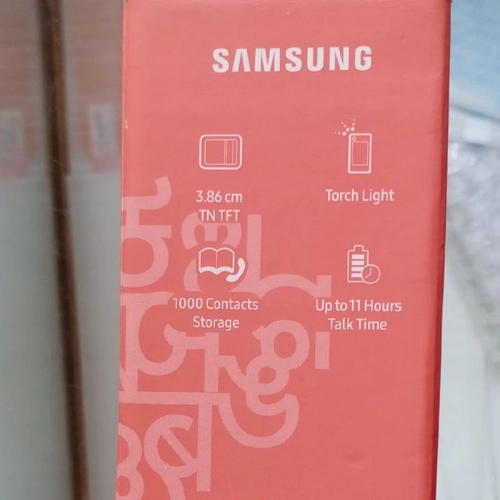 SAMSUNG
3.86 cm
TN TFT
Torch Light
1000 Contacts
Storage
Up to 11 Hours
Talk Time